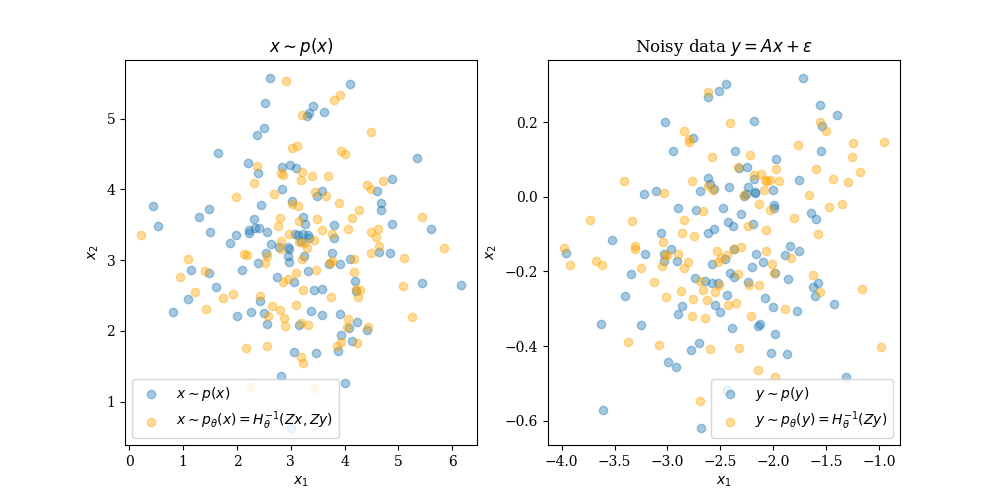 x ∼ p(x)
5
4
3
2
1
x₂
x ∼ p(x)
x ∼ p_θ(x) = H_θ^{-1}(Zx, Zy)
0 1 2 3 4 5 6
x₁
Noisy data y = Ax + ε
0.2
0.0
−0.2
−0.4
−0.6
x₂
y ∼ p(y)
y ∼ p_θ(y) = H_θ^{-1}(Zy)
−4.0 −3.5 −3.0 −2.5 −2.0 −1.5 −1.0
x₁